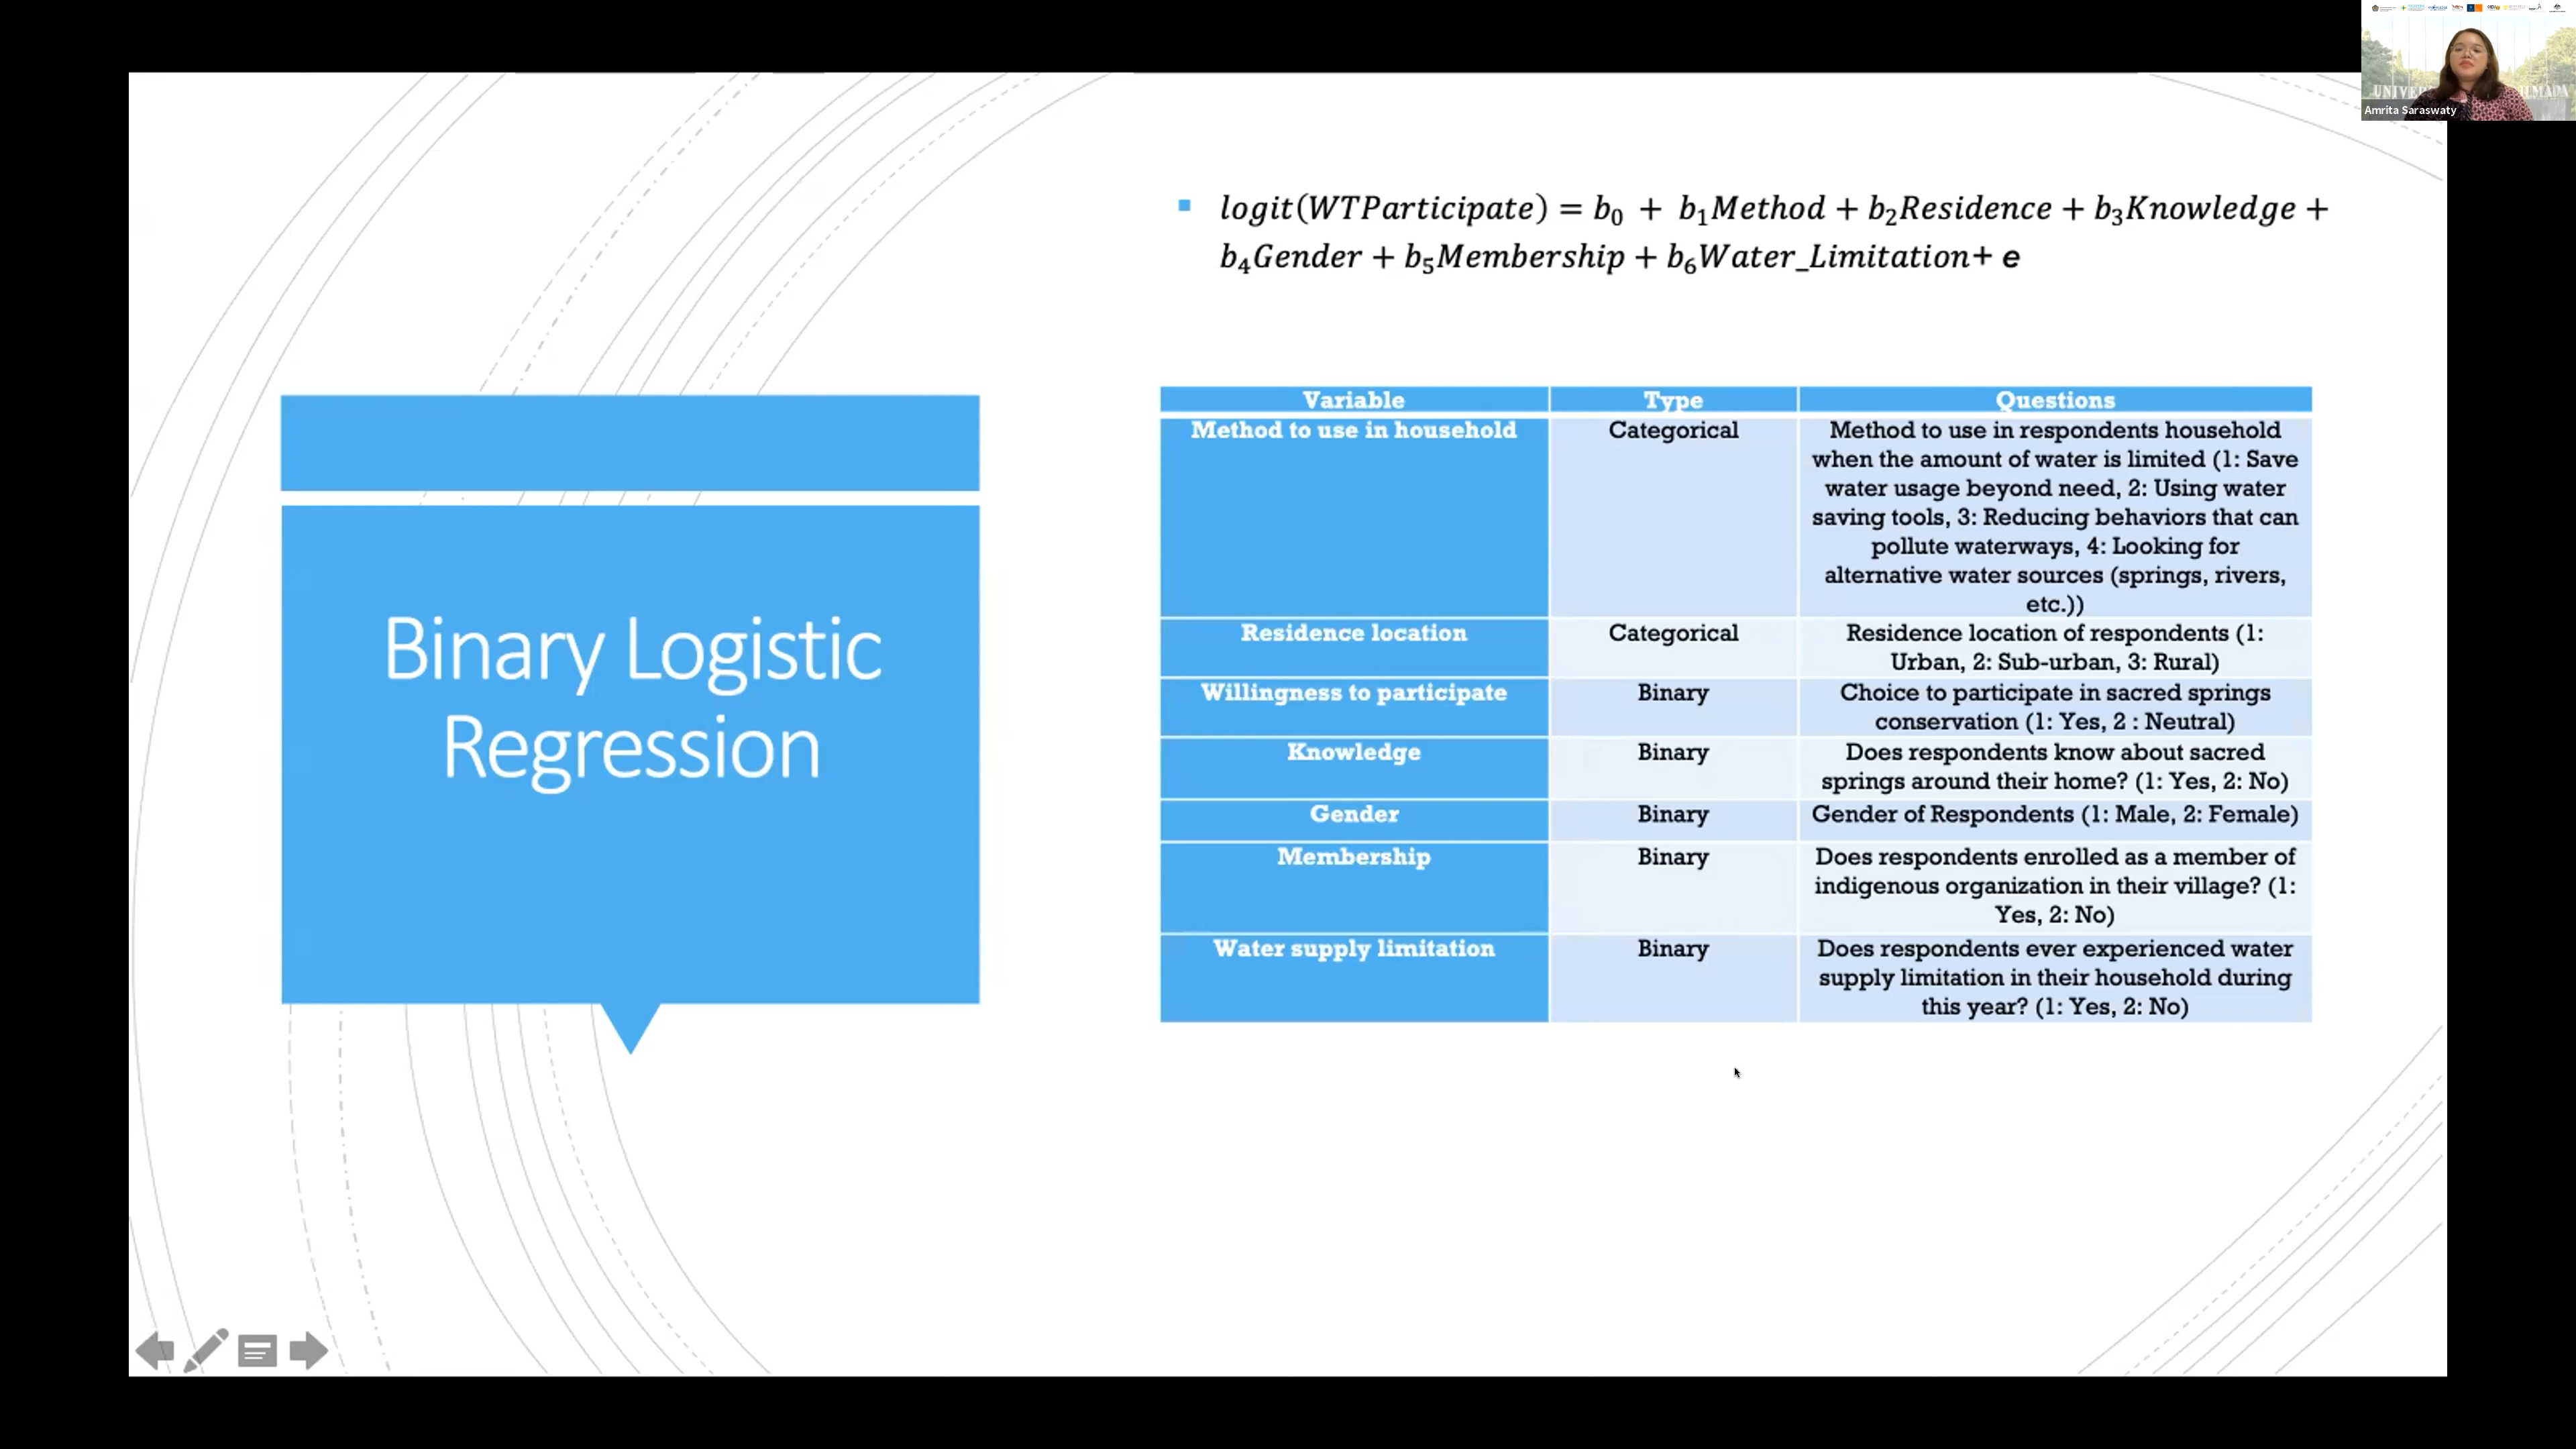 Amrita Saraswaty
logit(WTParticipate) = b₀ + b₁Method + b₂Residence + b₃Knowledge +
b₄Gender + b₅Membership + b₆Water_Limitation+ e
Binary Logistic
Regression
Variable Type Questions
Method to use in household Categorical Method to use in respondents household
when the amount of water is limited (1: Save
water usage beyond need, 2: Using water
saving tools, 3: Reducing behaviors that can
pollute waterways, 4: Looking for
alternative water sources (springs, rivers,
etc.))
Residence location Categorical Residence location of respondents (1:
Urban, 2: Sub-urban, 3: Rural)
Willingness to participate Binary Choice to participate in sacred springs
conservation (1: Yes, 2 : Neutral)
Knowledge Binary Does respondents know about sacred
springs around their home? (1: Yes, 2: No)
Gender Binary Gender of Respondents (1: Male, 2: Female)
Membership Binary Does respondents enrolled as a member of
indigenous organization in their village? (1:
Yes, 2: No)
Water supply limitation Binary Does respondents ever experienced water
supply limitation in their household during
this year? (1: Yes, 2: No)